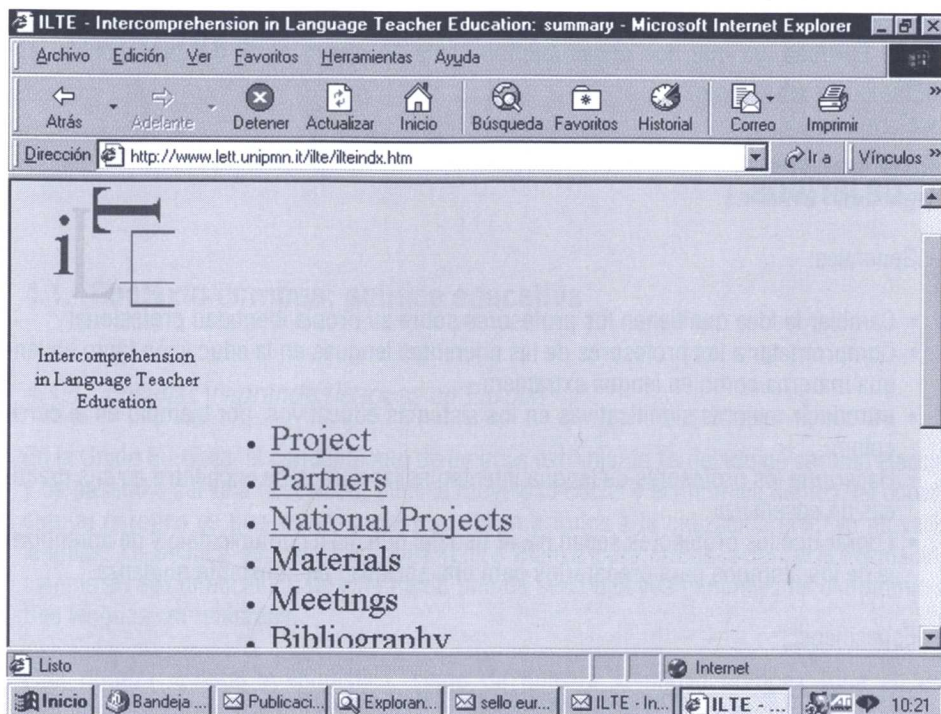 ILTE - Intercomprehension in Language Teacher Education: summary - Microsoft Internet Explorer
Archivo Edición Ver Favoritos Herramientas Ayuda
Atrás Adelante Detener Actualizar Inicio Búsqueda Favoritos Historial Correo Imprimir »
Dirección http://www.lett.unipmn.it/ilte/ilteindx.htm Ir a Vínculos »
iLTE
Intercomprehension
in Language Teacher
Education
• Project
• Partners
• National Projects
• Materials
• Meetings
• Bibliography
Listo Internet
Inicio Bandeja ... Publicaci... Exploran... sello eur... ILTE - In... ILTE - ... 10:21